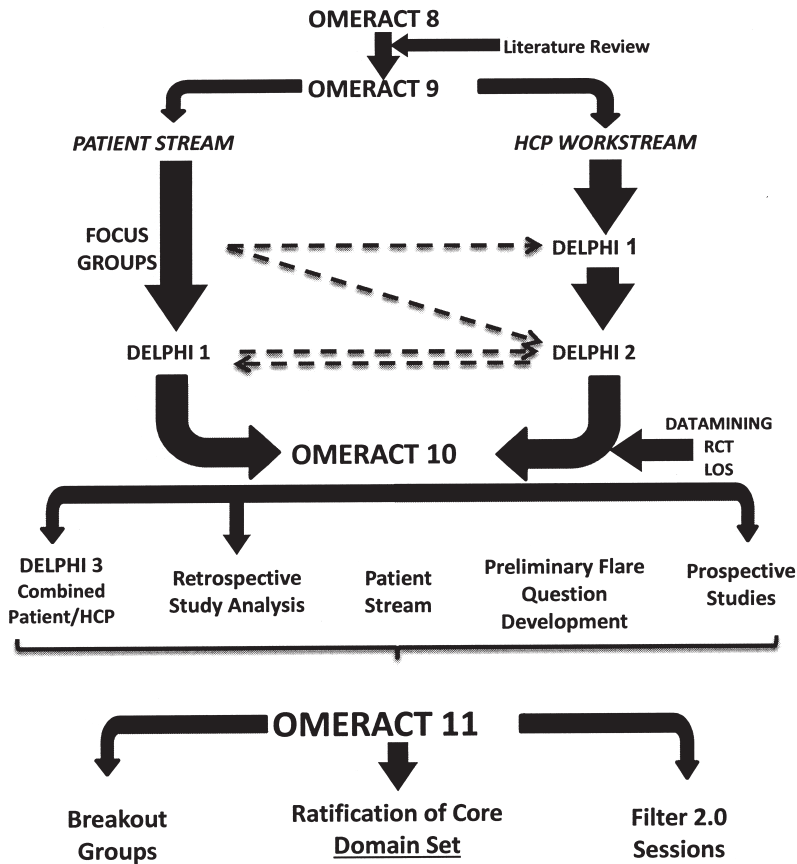 OMERACT 8
Literature Review
OMERACT 9
PATIENT STREAM
HCP WORKSTREAM
FOCUS
GROUPS
DELPHI 1
DELPHI 1
DELPHI 2
OMERACT 10
DATAMINING
RCT
LOS
DELPHI 3
Combined
Patient/HCP
Retrospective
Study Analysis
Patient
Stream
Preliminary Flare
Question
Development
Prospective
Studies
OMERACT 11
Breakout
Groups
Ratification of Core
Domain Set
Filter 2.0
Sessions